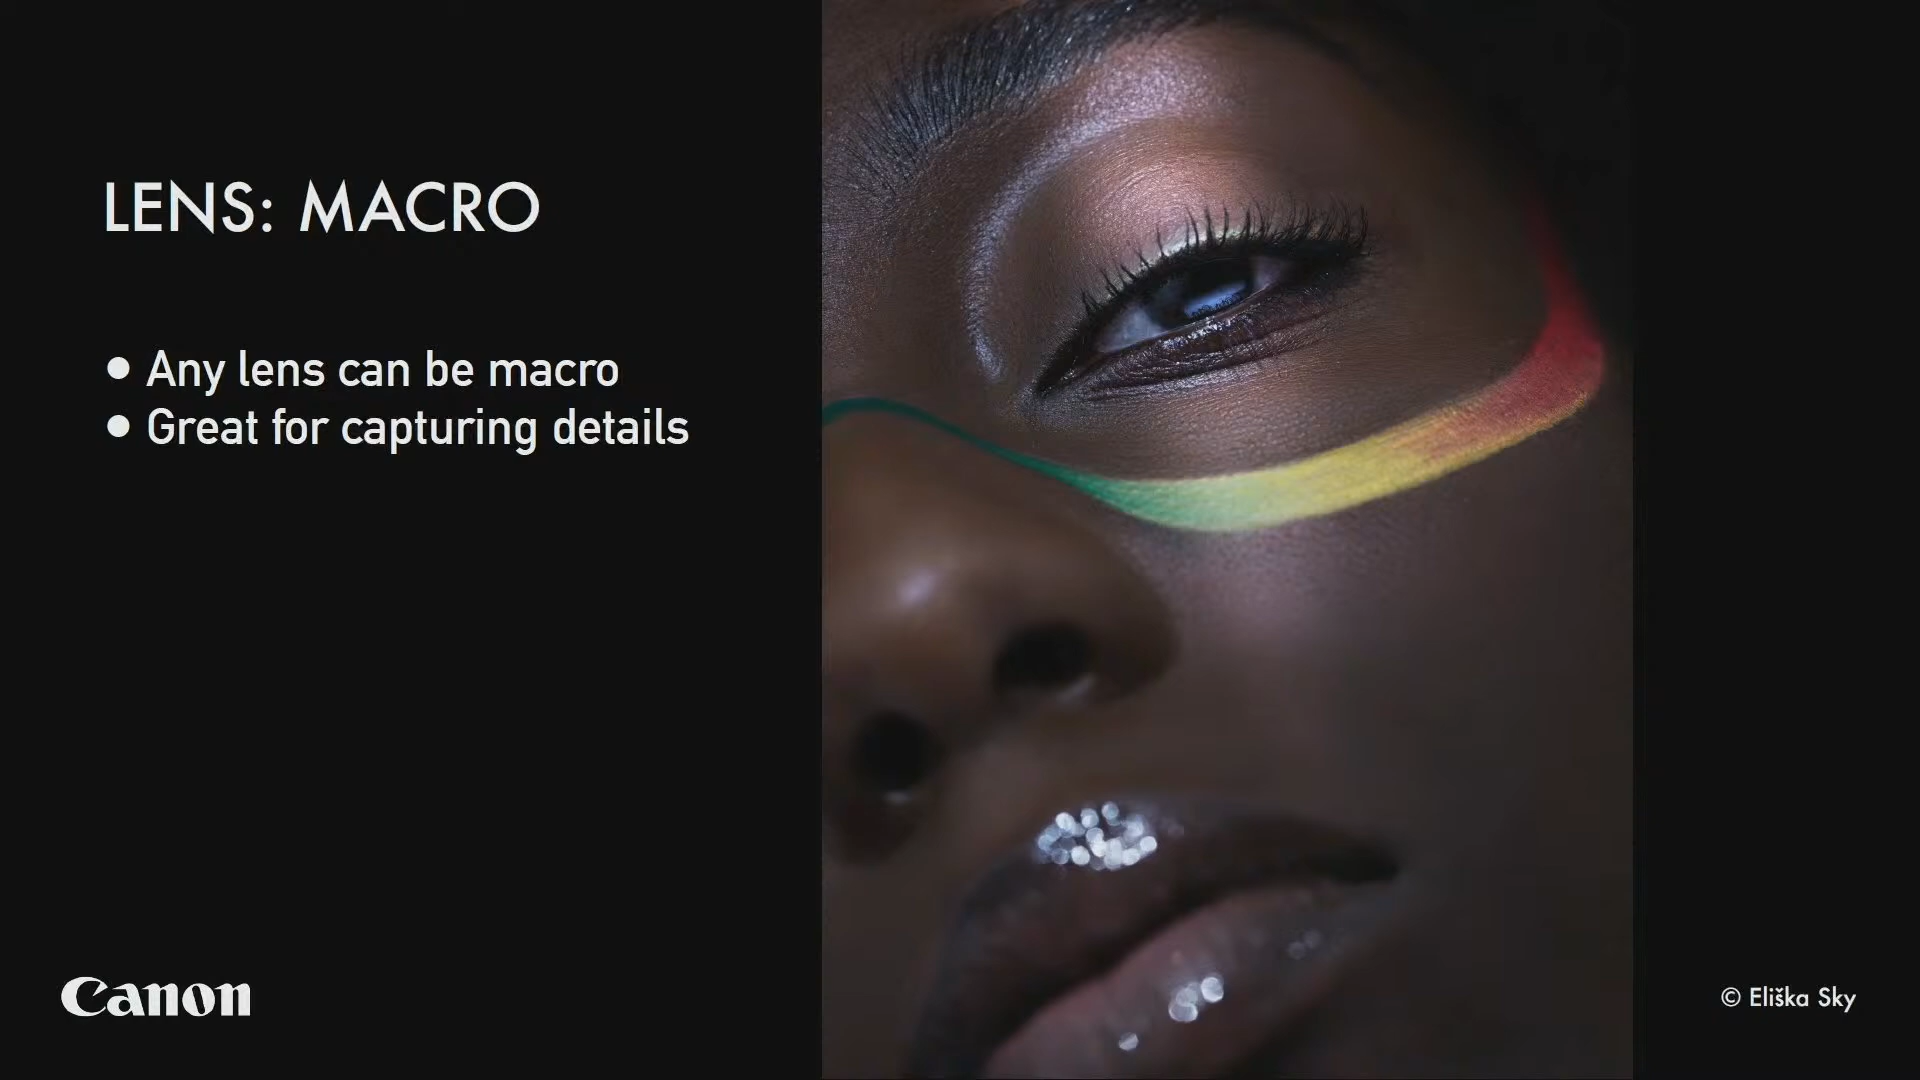 LENS: MACRO
● Any lens can be macro
● Great for capturing details
Canon
© Eliška Sky